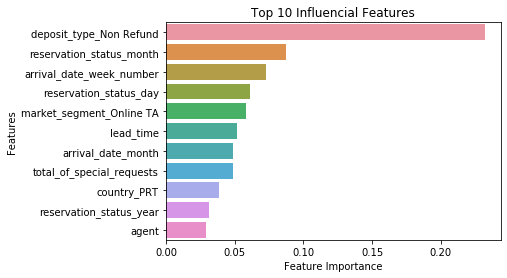 Top 10 Influencial Features
Features
deposit_type_Non Refund
reservation_status_month
arrival_date_week_number
reservation_status_day
market_segment_Online TA
lead_time
arrival_date_month
total_of_special_requests
country_PRT
reservation_status_year
agent
0.00 0.05 0.10 0.15 0.20
Feature Importance